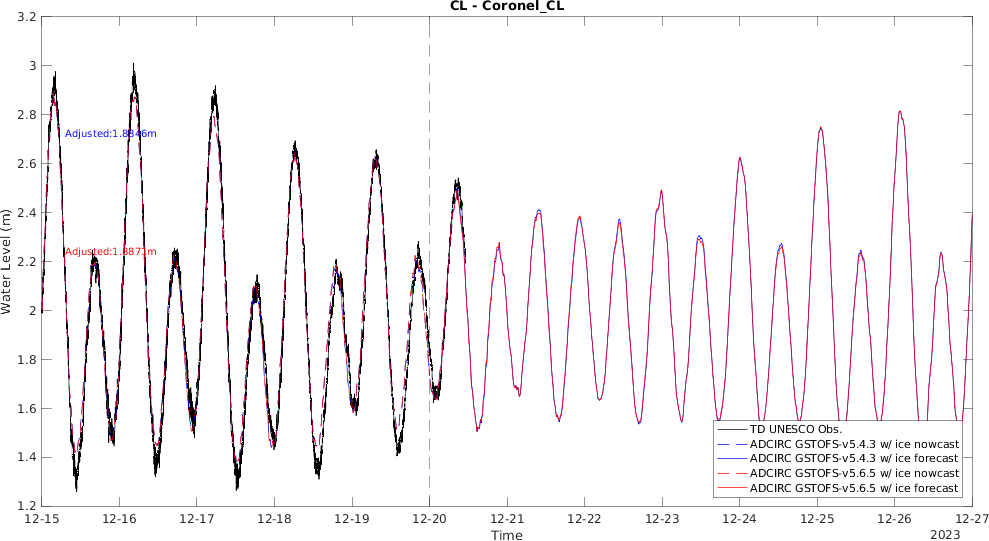 CL - Coronel_CL
3.2
3
2.8
2.6
2.4
2.2
2
1.8
1.6
1.4
1.2
Water Level (m)
Adjusted:1.8346m
Adjusted:1.8871m
TD UNESCO Obs.
ADCIRC GSTOFS-v5.4.3 w/ ice nowcast
ADCIRC GSTOFS-v5.4.3 w/ ice forecast
ADCIRC GSTOFS-v5.6.5 w/ ice nowcast
ADCIRC GSTOFS-v5.6.5 w/ ice forecast
12-15 12-16 12-17 12-18 12-19 12-20 12-21 12-22 12-23 12-24 12-25 12-26 12-27
Time
2023